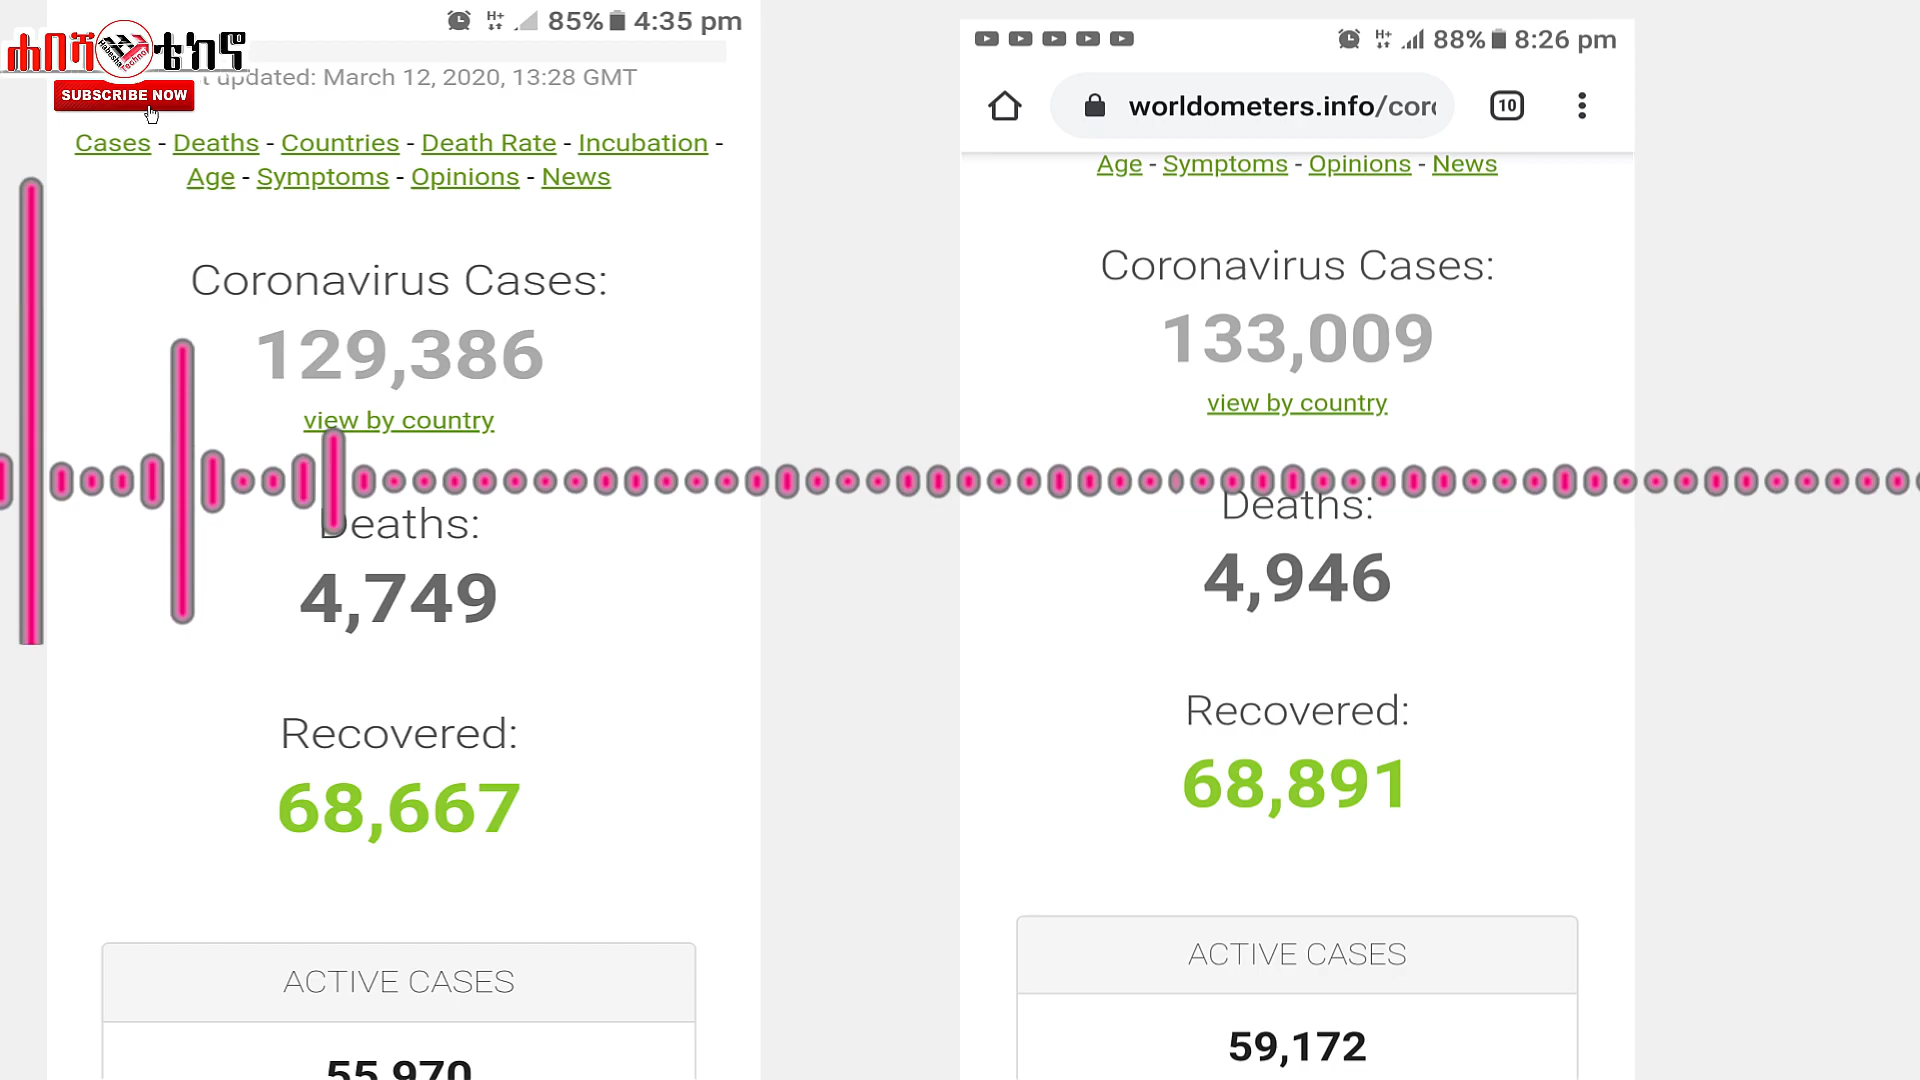 ሐበሻ ቴክኖ
Habesha Techno
SUBSCRIBE NOW
85% 4:35 pm
updated: March 12, 2020, 13:28 GMT
Cases - Deaths - Countries - Death Rate - Incubation -
Age - Symptoms - Opinions - News
Coronavirus Cases:
129,386
view by country
Deaths:
4,749
Recovered:
68,667
ACTIVE CASES
55,970
H+ 88% 8:26 pm
worldometers.info/coro
10
Age - Symptoms - Opinions - News
Coronavirus Cases:
133,009
view by country
Deaths:
4,946
Recovered:
68,891
ACTIVE CASES
59,172